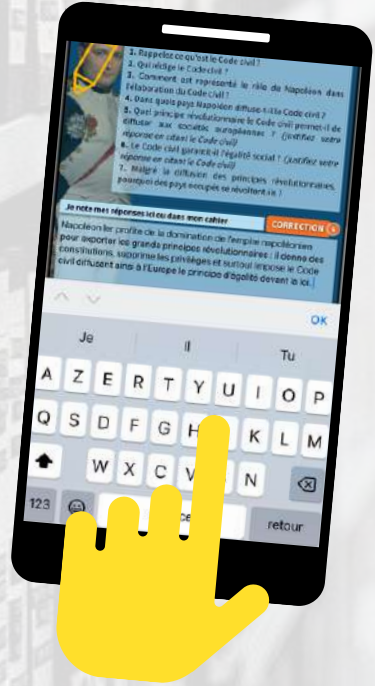 1. Rappelez ce qu'est le Code civil ?
2. Qui rédige le Code civil ?
3. Comment est représenté le rôle de Napoléon dans
l'élaboration du Code civil ?
4. Dans quels pays Napoléon diffuse-t-il le Code civil ?
5. Quel principe révolutionnaire le Code civil permet-il de
diffuser aux sociétés européennes ? (justifiez votre
réponse en citant le Code civil)
6. Le Code civil garantit-il l'égalité social ? (justifiez votre
réponse en citant le Code civil)
7. Malgré la diffusion des principes révolutionnaires,
pourquoi des pays occupés se révoltent-ils ?
Je note mes réponses ici ou dans mon cahier
CORRECTION
Napoléon Ier profite de la domination de l'empire napoléonien
pour exporter les grands principes révolutionnaires : il donne des
constitutions, supprime les privilèges et surtout impose le Code
civil diffusant ainsi à l'Europe le principe d'égalité devant la loi.
OK
Je Il Tu
A Z E R T Y U I O P
Q S D F G H K L M
W X C V N
123 retour